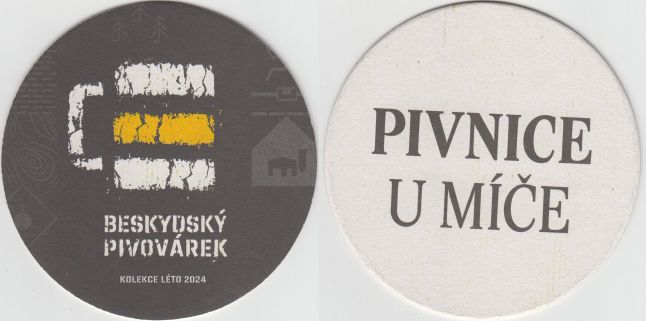 BESKYDSKÝ
PIVOVÁREK
KOLEKCE LÉTO 2024
PIVNICE
U MÍČE